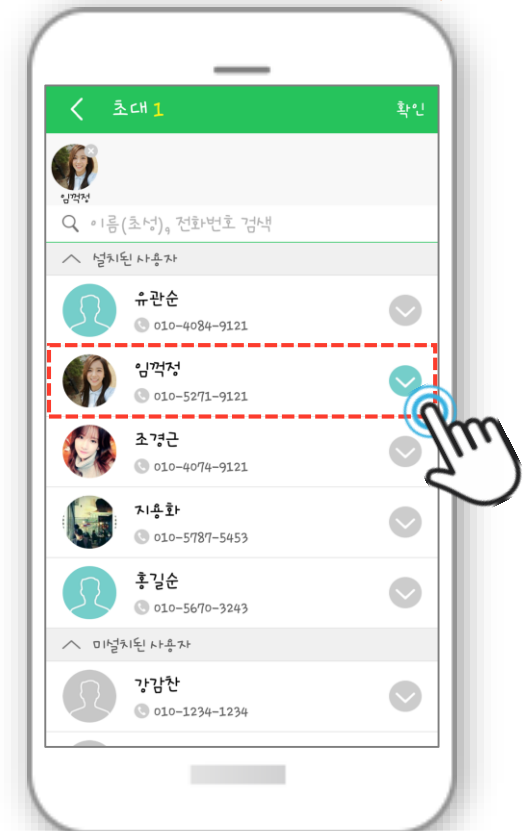 초대 1
확인
임꺽정
이름(초성), 전화번호 검색
설치된 사용자
유관순
010-4084-9121
임꺽정
010-5271-9121
조경근
010-4074-9121
지용화
010-5787-5453
홍길순
010-5670-3243
미설치된 사용자
강감찬
010-1234-1234